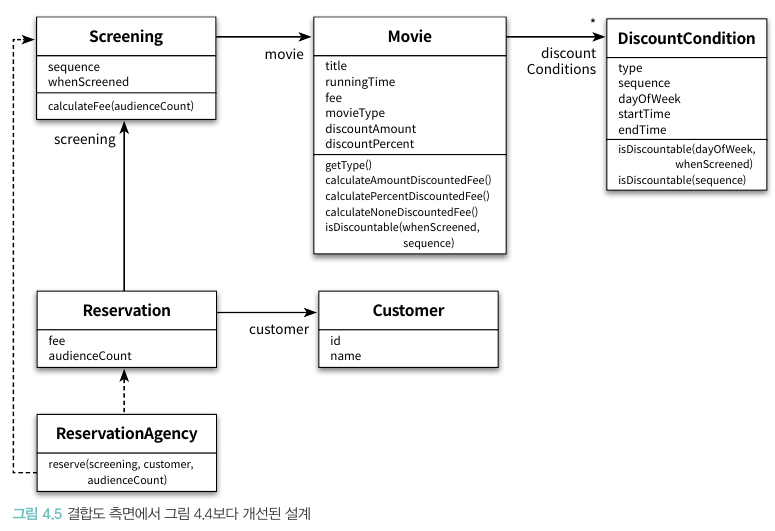 Screening
sequence
whenScreened
calculateFee(audienceCount)
movie
Movie
title
runningTime
fee
movieType
discountAmount
discountPercent
getType()
calculateAmountDiscountedFee()
calculatePercentDiscountedFee()
calculateNoneDiscountedFee()
isDiscountable(whenScreened,
sequence)
*
discount
Conditions
DiscountCondition
type
sequence
dayOfWeek
startTime
endTime
isDiscountable(dayOfWeek,
whenScreened)
isDiscountable(sequence)
screening
Reservation
fee
audienceCount
customer
Customer
id
name
ReservationAgency
reserve(screening, customer,
audienceCount)
그림 4.5 결합도 측면에서 그림 4.4보다 개선된 설계